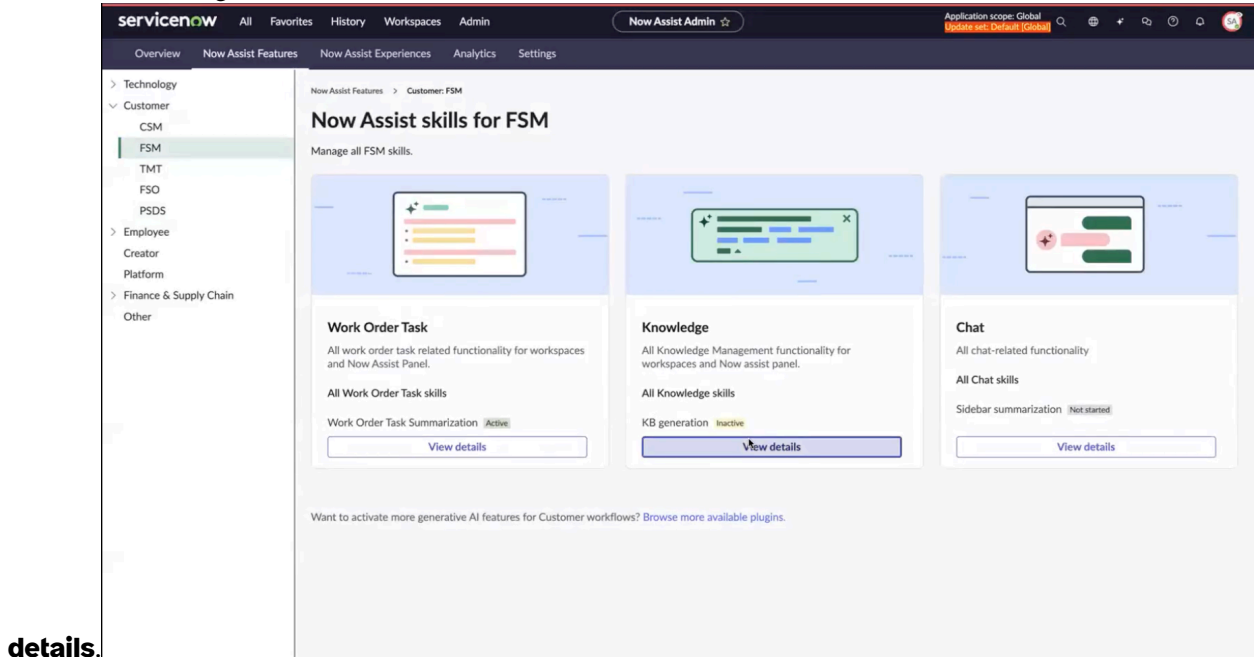 servicenow All Favorites History Workspaces Admin Now Assist Admin Application scope: Global
Update set: Default [Global]
SA
Overview Now Assist Features Now Assist Experiences Analytics Settings
Technology
Customer
CSM
FSM
TMT
FSO
PSDS
Employee
Creator
Platform
Finance & Supply Chain
Other
Now Assist Features > Customer: FSM
Now Assist skills for FSM
Manage all FSM skills.
Work Order Task
All work order task related functionality for workspaces
and Now Assist Panel.
All Work Order Task skills
Work Order Task Summarization Active
View details
Knowledge
All Knowledge Management functionality for
workspaces and Now assist panel.
All Knowledge skills
KB generation Inactive
View details
Chat
All chat-related functionality
All Chat skills
Sidebar summarization Not started
View details
Want to activate more generative AI features for Customer workflows? Browse more available plugins.
details.